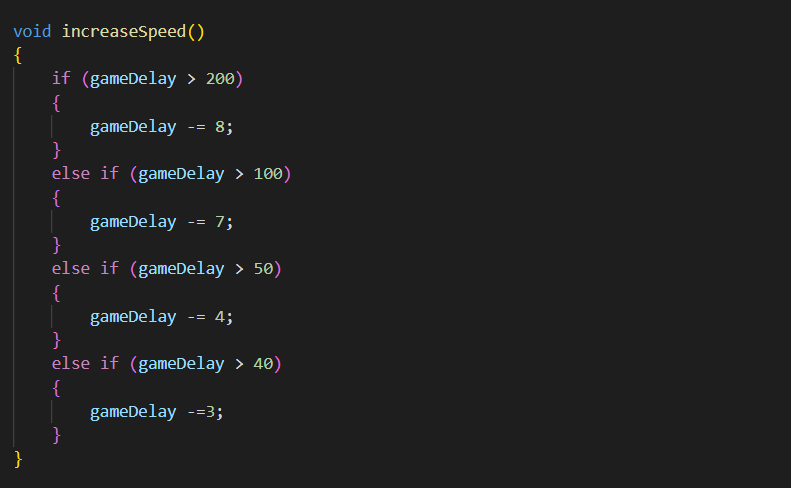 void increaseSpeed()
{
    if (gameDelay > 200)
    {
        gameDelay -= 8;
    }
    else if (gameDelay > 100)
    {
        gameDelay -= 7;
    }
    else if (gameDelay > 50)
    {
        gameDelay -= 4;
    }
    else if (gameDelay > 40)
    {
        gameDelay -=3;
    }
}